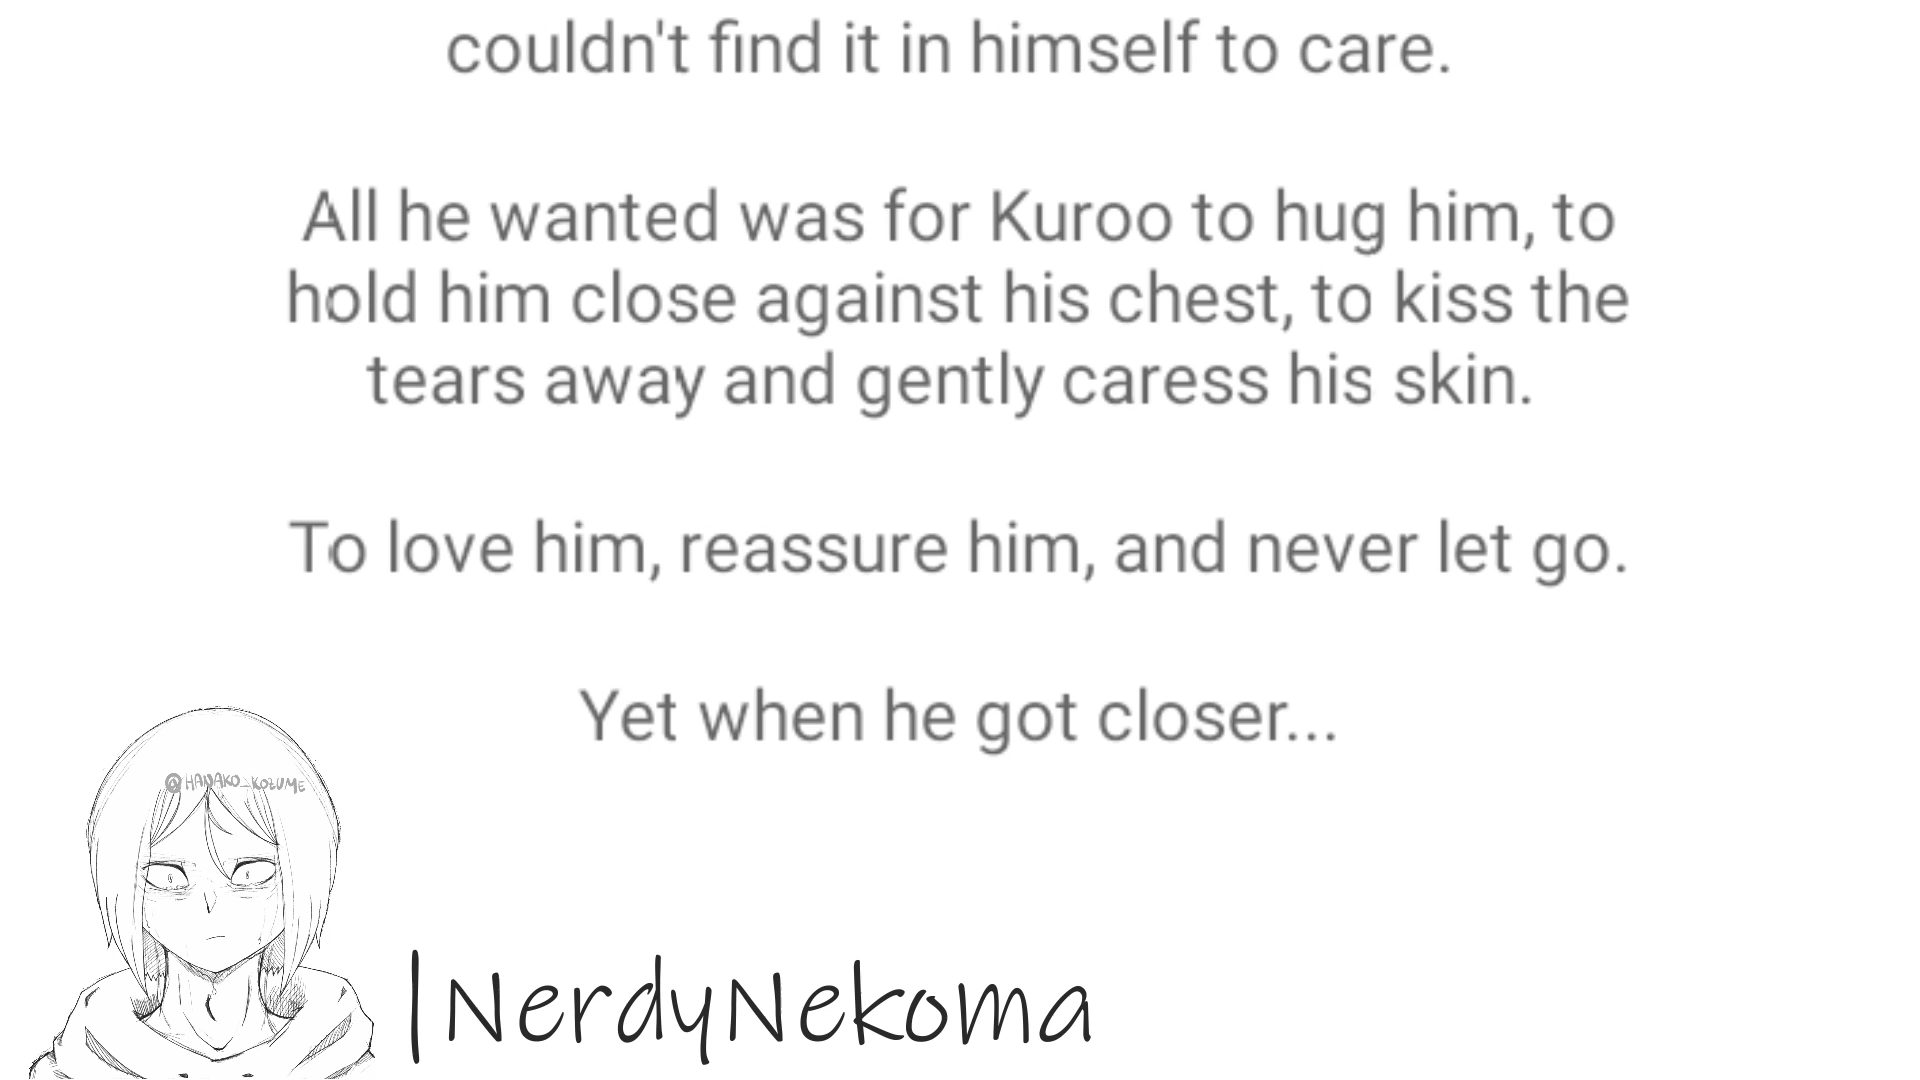 couldn't find it in himself to care.
All he wanted was for Kuroo to hug him, to
hold him close against his chest, to kiss the
tears away and gently caress his skin.
To love him, reassure him, and never let go.
Yet when he got closer...
@HANAKO_KOZUME
|NerdyNekoma